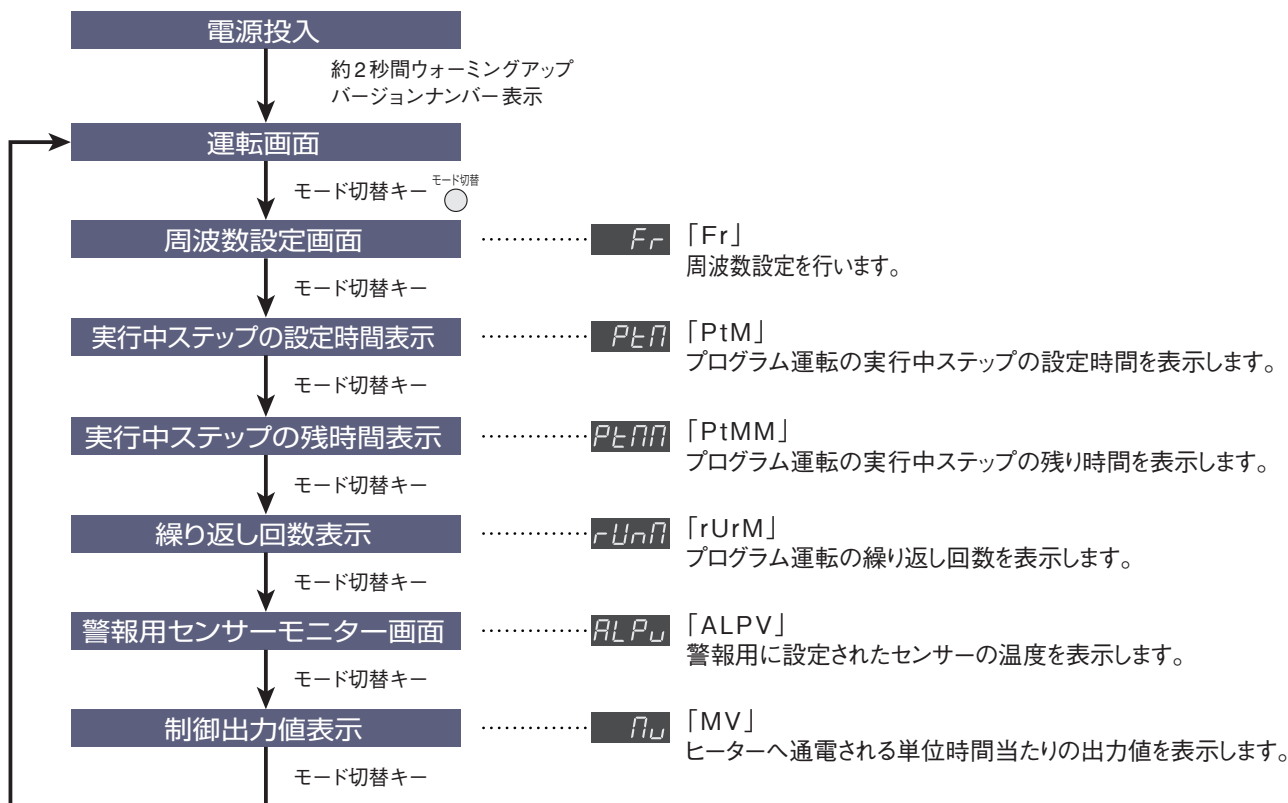 電源投入
約2秒間ウォーミングアップ
バージョンナンバー表示
運転画面
モード切替キー モード切替
周波数設定画面 …………… Fr 「Fr」
周波数設定を行います。
モード切替キー
実行中ステップの設定時間表示 …………… PtM 「PtM」
プログラム運転の実行中ステップの設定時間を表示します。
モード切替キー
実行中ステップの残時間表示 …………… PtMM 「PtMM」
プログラム運転の実行中ステップの残り時間を表示します。
モード切替キー
繰り返し回数表示 …………… rUnM 「rUrM」
プログラム運転の繰り返し回数を表示します。
モード切替キー
警報用センサーモニター画面 …………… ALPv 「ALPV」
警報用に設定されたセンサーの温度を表示します。
モード切替キー
制御出力値表示 …………… Mv 「MV」
ヒーターへ通電される単位時間当たりの出力値を表示します。
モード切替キー